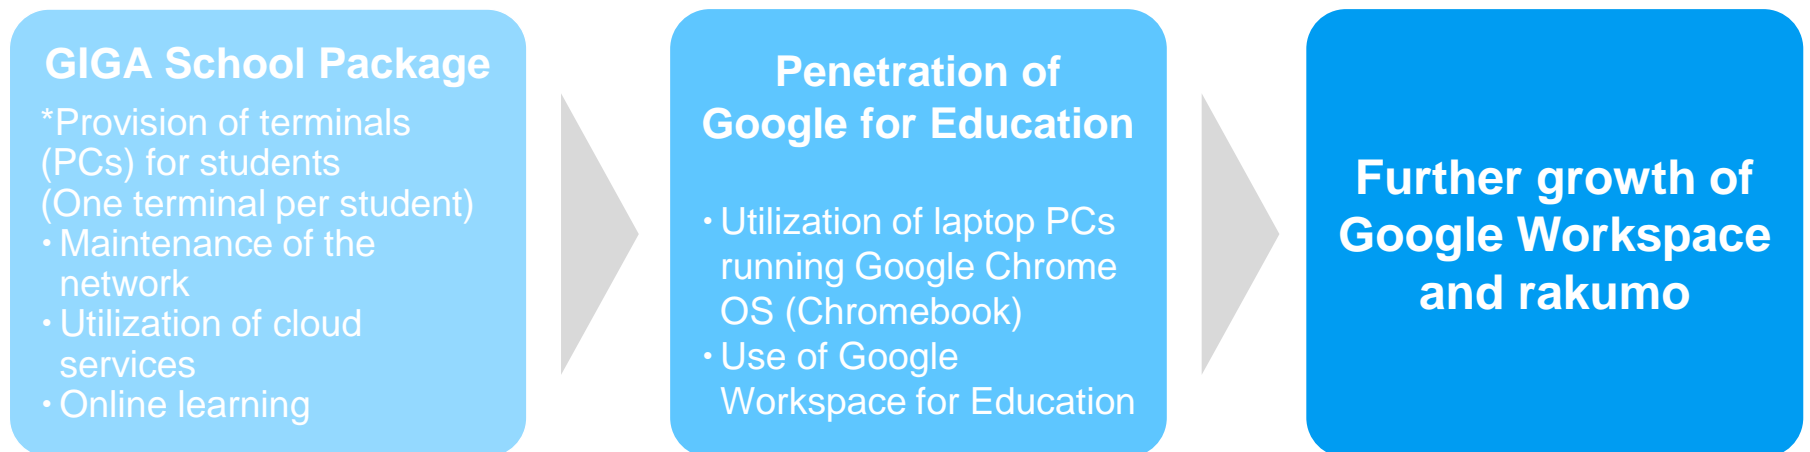 GIGA School Package
*Provision of terminals
(PCs) for students
(One terminal per student)
・Maintenance of the
network
・Utilization of cloud
services
・Online learning
Penetration of
Google for Education
・Utilization of laptop PCs
running Google Chrome
OS (Chromebook)
・Use of Google
Workspace for Education
Further growth of
Google Workspace
and rakumo